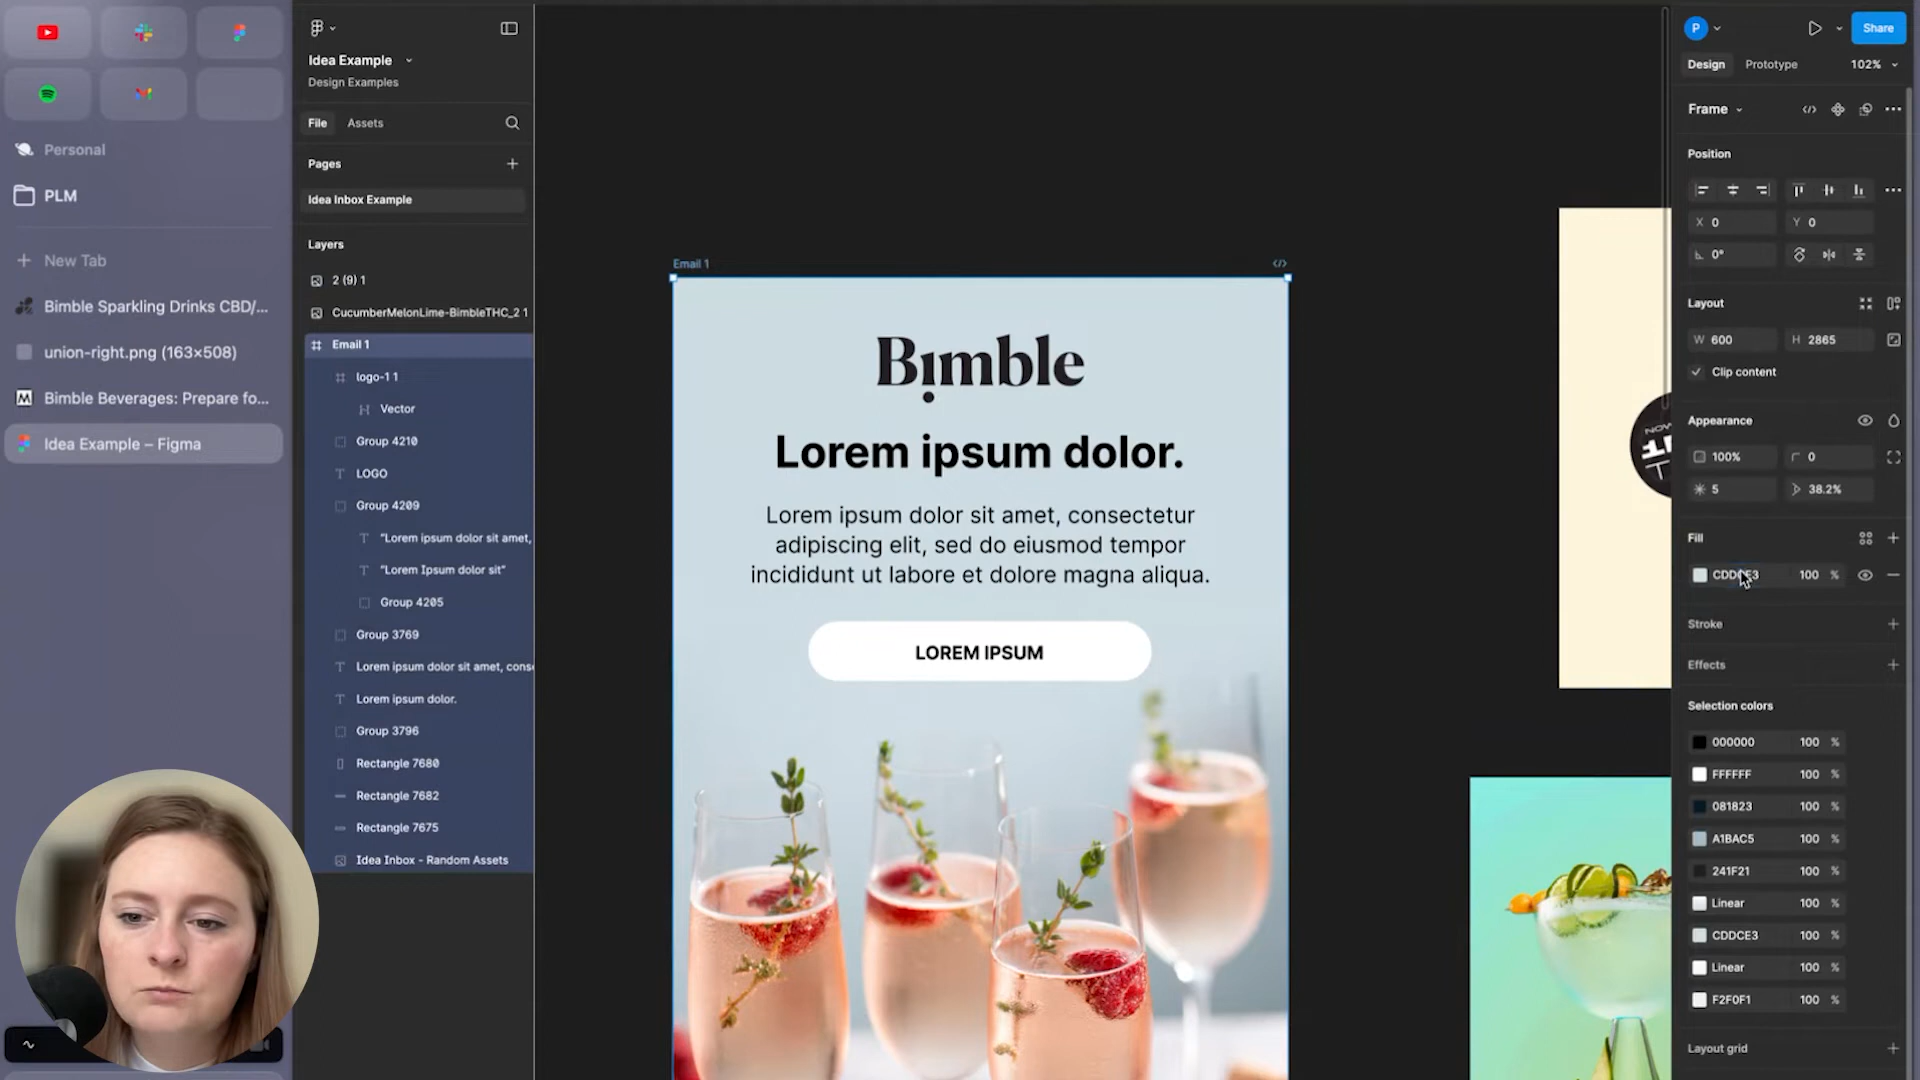 Personal
PLM
New Tab
Bimble Sparkling Drinks CBD/...
union-right.png (163×508)
Bimble Beverages: Prepare fo...
Idea Example – Figma
Idea Example
Design Examples
File
Assets
Pages
Idea Inbox Example
Layers
2 (9) 1
CucumberMelonLime-BimbleTHC_2 1
Email 1
logo-1 1
Vector
Group 4210
LOGO
Group 4209
"Lorem ipsum dolor sit amet,
"Lorem Ipsum dolor sit"
Group 4205
Group 3769
Lorem ipsum dolor sit amet, conse
Lorem ipsum dolor.
Group 3796
Rectangle 7680
Rectangle 7682
Rectangle 7675
Idea Inbox - Random Assets
Email 1
Bimble
Lorem ipsum dolor.
Lorem ipsum dolor sit amet, consectetur
adipiscing elit, sed do eiusmod tempor
incididunt ut labore et dolore magna aliqua.
LOREM IPSUM
NOW
P
Share
Design
Prototype
102%
Frame
Position
X 0
Y 0
0°
Layout
W 600
H 2865
Clip content
Appearance
100%
0
5
38.2%
Fill
CDDCE3
100 %
Stroke
Effects
Selection colors
000000 100 %
FFFFFF 100 %
081823 100 %
A1BAC5 100 %
241F21 100 %
Linear 100 %
CDDCE3 100 %
Linear 100 %
F2F0F1 100 %
Layout grid